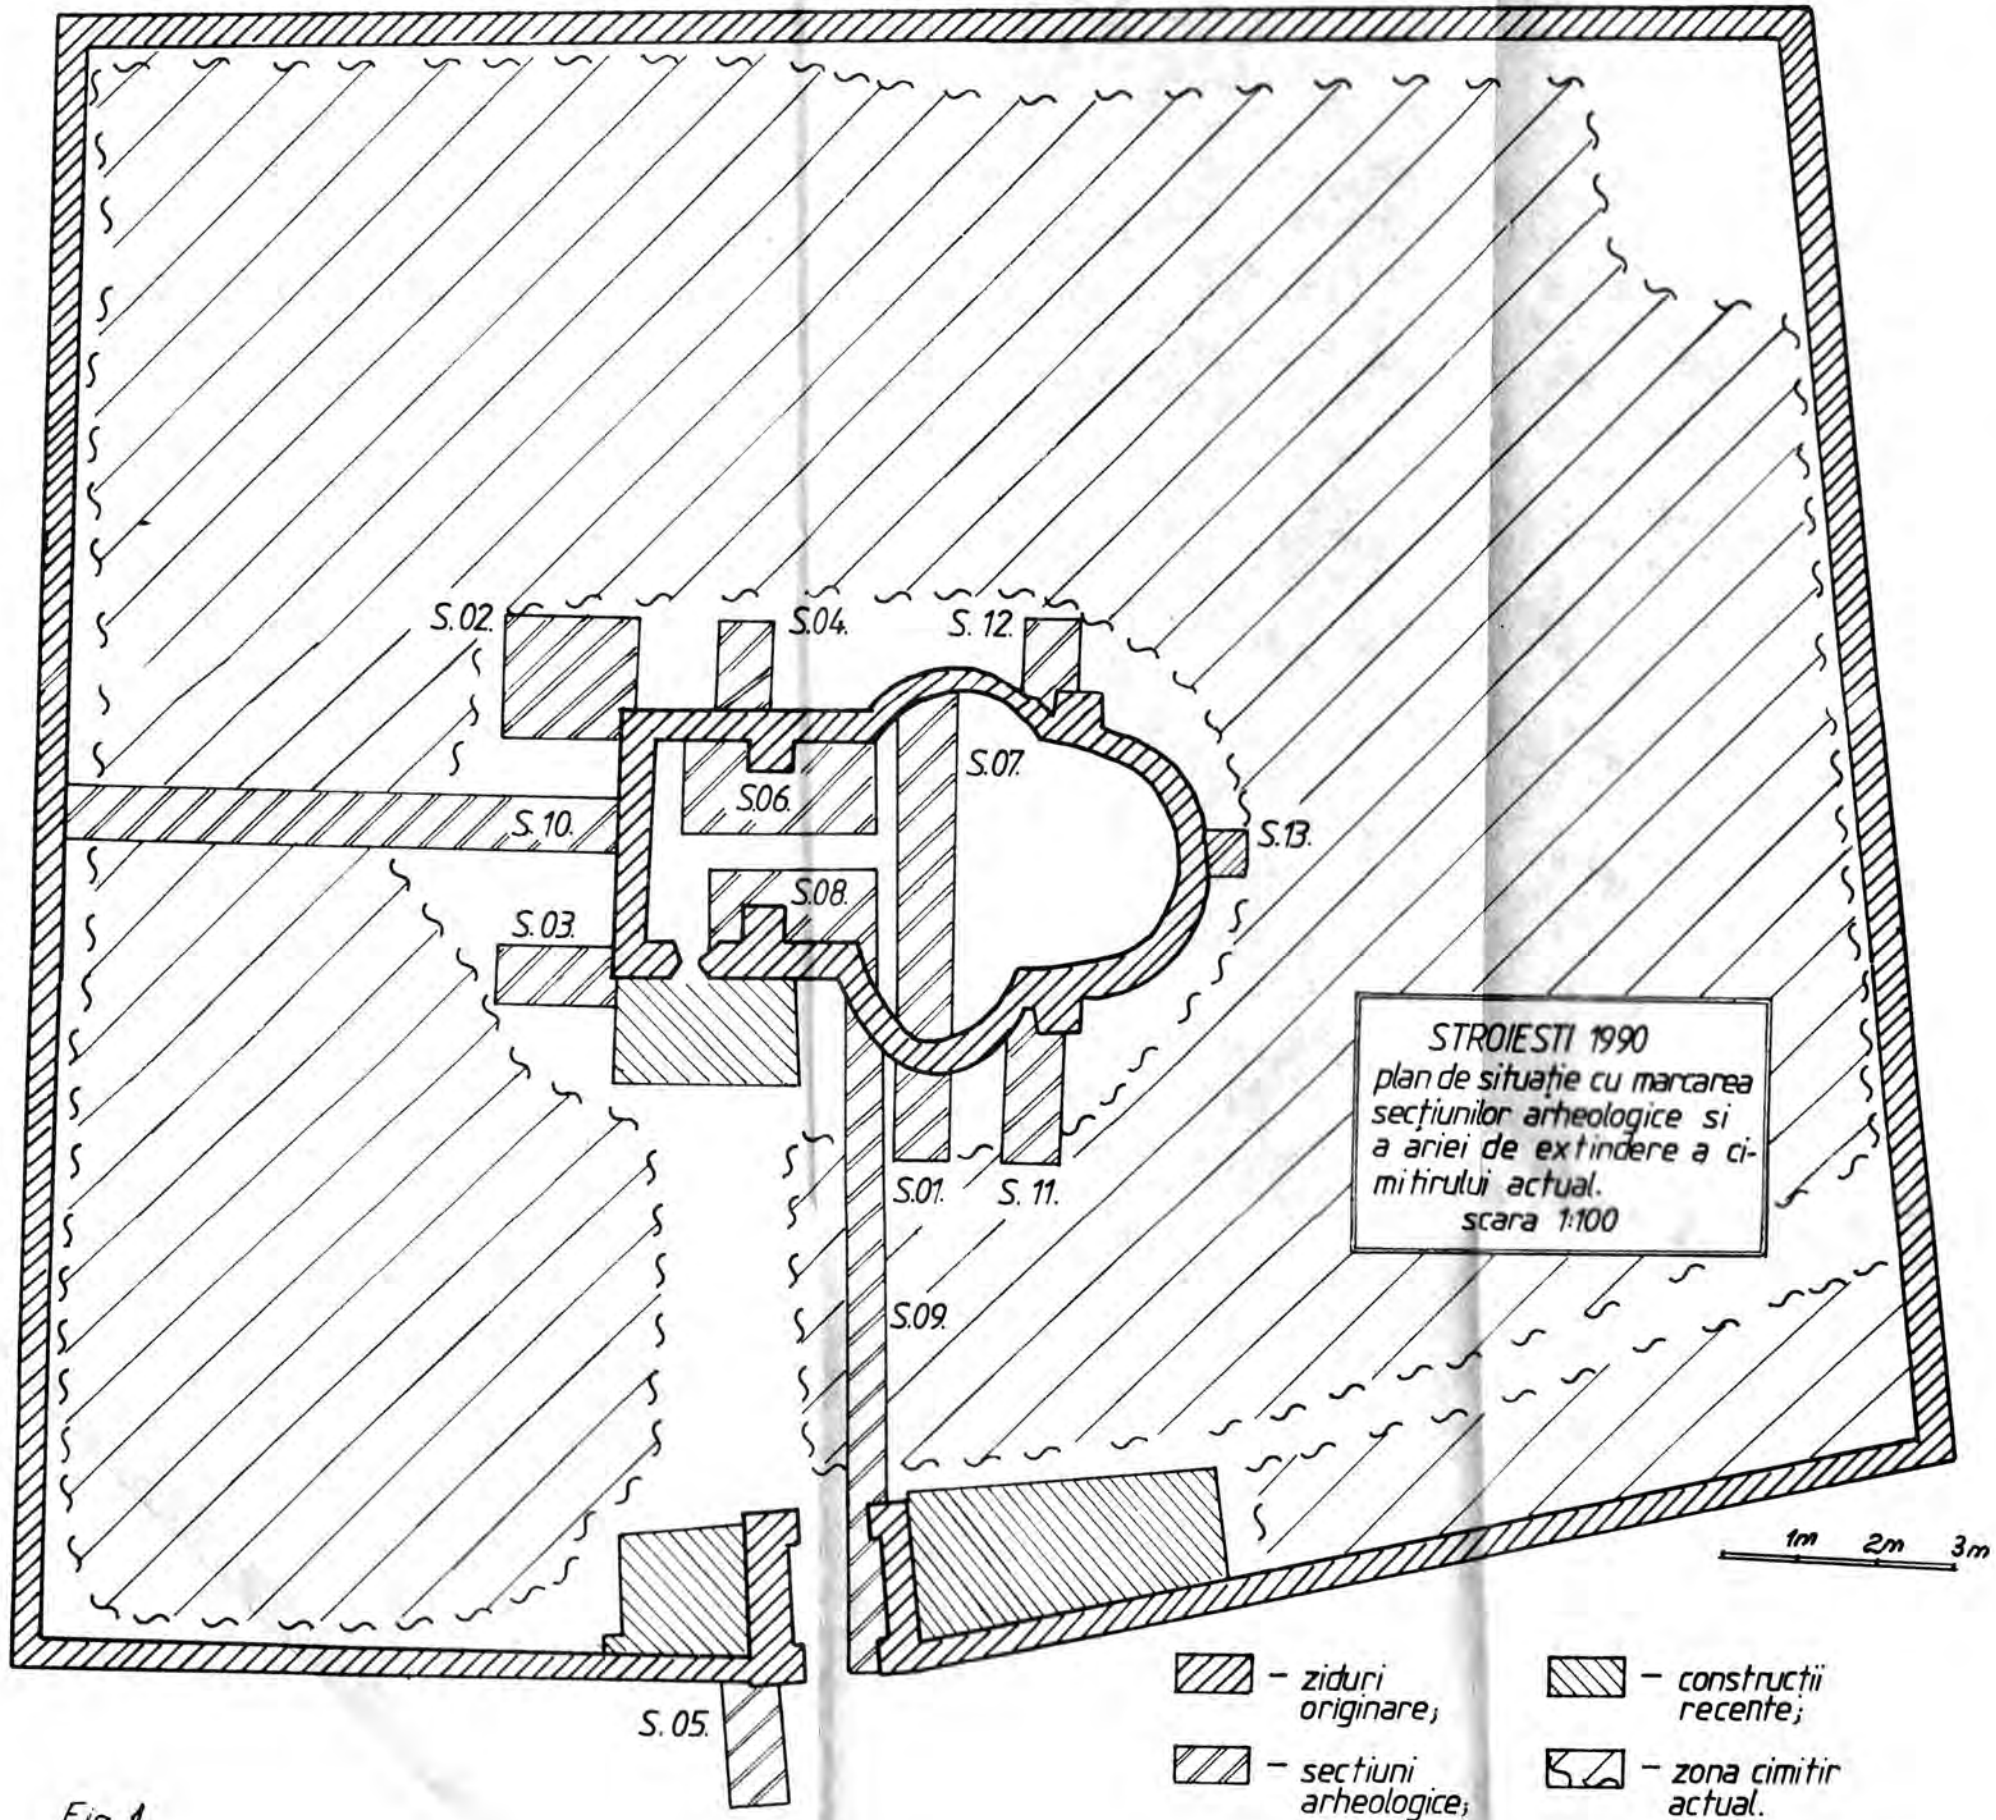 S.02.
S.04.
S. 12.
S.07.
S.06.
S. 10.
S.13.
S.08.
S. 03.
STROIESTI 1990
plan de situație cu marcarea
secțiunilor arheologice si
a ariei de extindere a ci-
mitirului actual.
scara 1:100
S.01.
S. 11.
S.09.
1m 2m 3m
S. 05.
– ziduri
originare;
– constructii
recente;
– sectiuni
arheologice;
– zona cimitir
actual.
Fig. 1